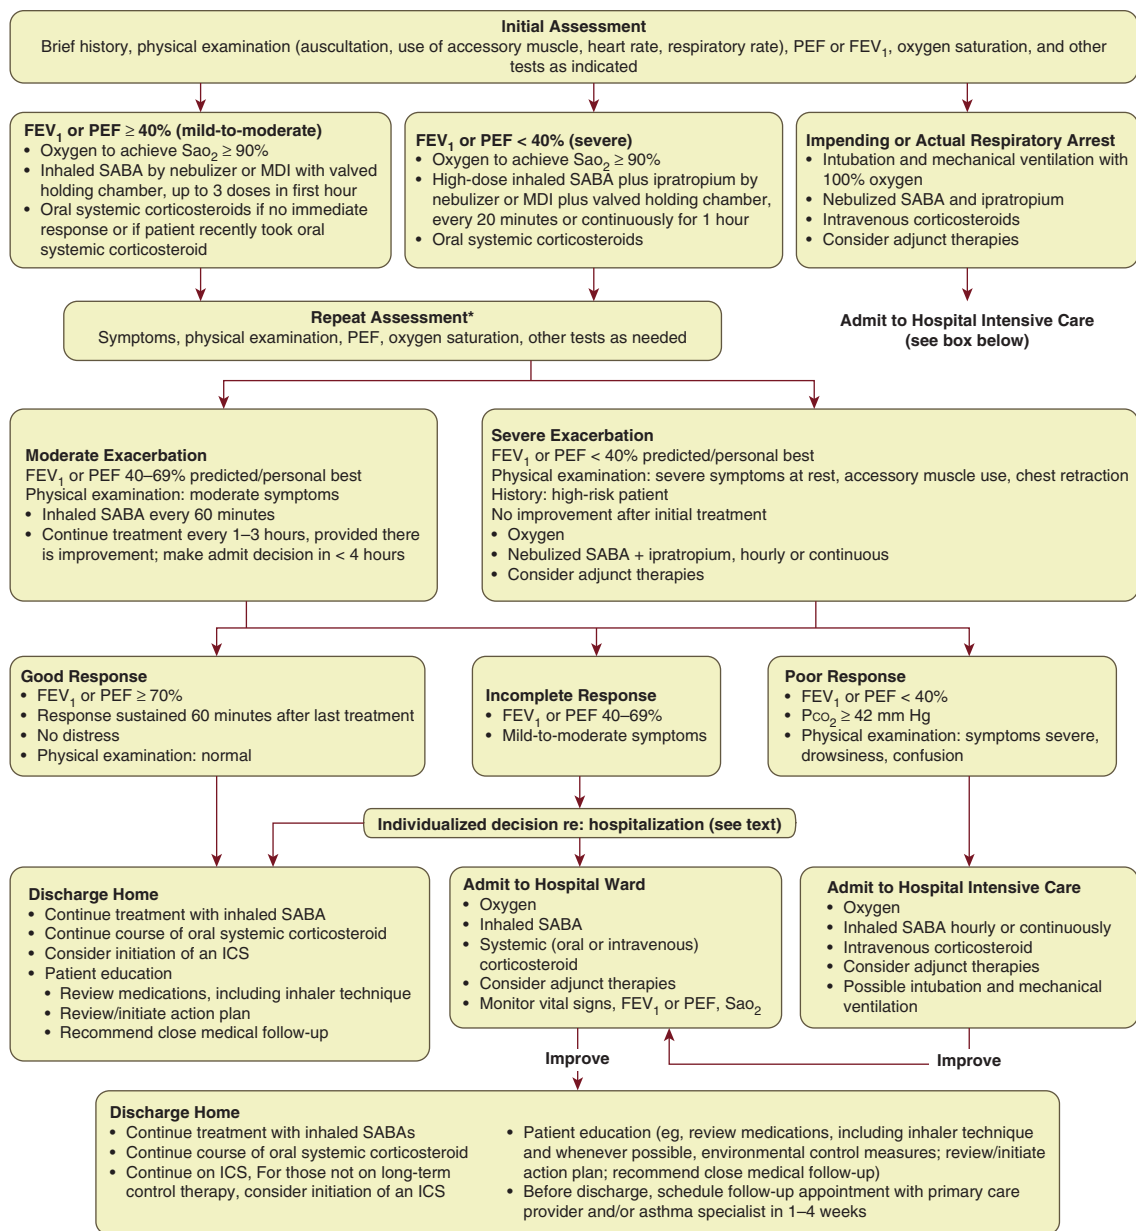 Initial Assessment
Brief history, physical examination (auscultation, use of accessory muscle, heart rate, respiratory rate), PEF or FEV1, oxygen saturation, and other
tests as indicated
FEV1 or PEF ≥ 40% (mild-to-moderate)
• Oxygen to achieve Sao2 ≥ 90%
• Inhaled SABA by nebulizer or MDI with valved
holding chamber, up to 3 doses in first hour
• Oral systemic corticosteroids if no immediate
response or if patient recently took oral
systemic corticosteroid
FEV1 or PEF < 40% (severe)
• Oxygen to achieve Sao2 ≥ 90%
• High-dose inhaled SABA plus ipratropium by
nebulizer or MDI plus valved holding chamber,
every 20 minutes or continuously for 1 hour
• Oral systemic corticosteroids
Impending or Actual Respiratory Arrest
• Intubation and mechanical ventilation with
100% oxygen
• Nebulized SABA and ipratropium
• Intravenous corticosteroids
• Consider adjunct therapies
Repeat Assessment*
Symptoms, physical examination, PEF, oxygen saturation, other tests as needed
Admit to Hospital Intensive Care
(see box below)
Moderate Exacerbation
FEV1 or PEF 40–69% predicted/personal best
Physical examination: moderate symptoms
• Inhaled SABA every 60 minutes
• Continue treatment every 1–3 hours, provided there
is improvement; make admit decision in < 4 hours
Severe Exacerbation
FEV1 or PEF < 40% predicted/personal best
Physical examination: severe symptoms at rest, accessory muscle use, chest retraction
History: high-risk patient
No improvement after initial treatment
• Oxygen
• Nebulized SABA + ipratropium, hourly or continuous
• Consider adjunct therapies
Good Response
• FEV1 or PEF ≥ 70%
• Response sustained 60 minutes after last treatment
• No distress
• Physical examination: normal
Incomplete Response
• FEV1 or PEF 40–69%
• Mild-to-moderate symptoms
Poor Response
• FEV1 or PEF < 40%
• Pco2 ≥ 42 mm Hg
• Physical examination: symptoms severe,
drowsiness, confusion
Individualized decision re: hospitalization (see text)
Discharge Home
• Continue treatment with inhaled SABA
• Continue course of oral systemic corticosteroid
• Consider initiation of an ICS
• Patient education
• Review medications, including inhaler technique
• Review/initiate action plan
• Recommend close medical follow-up
Admit to Hospital Ward
• Oxygen
• Inhaled SABA
• Systemic (oral or intravenous)
corticosteroid
• Consider adjunct therapies
• Monitor vital signs, FEV1 or PEF, Sao2
Admit to Hospital Intensive Care
• Oxygen
• Inhaled SABA hourly or continuously
• Intravenous corticosteroid
• Consider adjunct therapies
• Possible intubation and mechanical
ventilation
Improve
Improve
Discharge Home
• Continue treatment with inhaled SABAs
• Continue course of oral systemic corticosteroid
• Continue on ICS, For those not on long-term
control therapy, consider initiation of an ICS
• Patient education (eg, review medications, including inhaler technique
and whenever possible, environmental control measures; review/initiate
action plan; recommend close medical follow-up)
• Before discharge, schedule follow-up appointment with primary care
provider and/or asthma specialist in 1–4 weeks